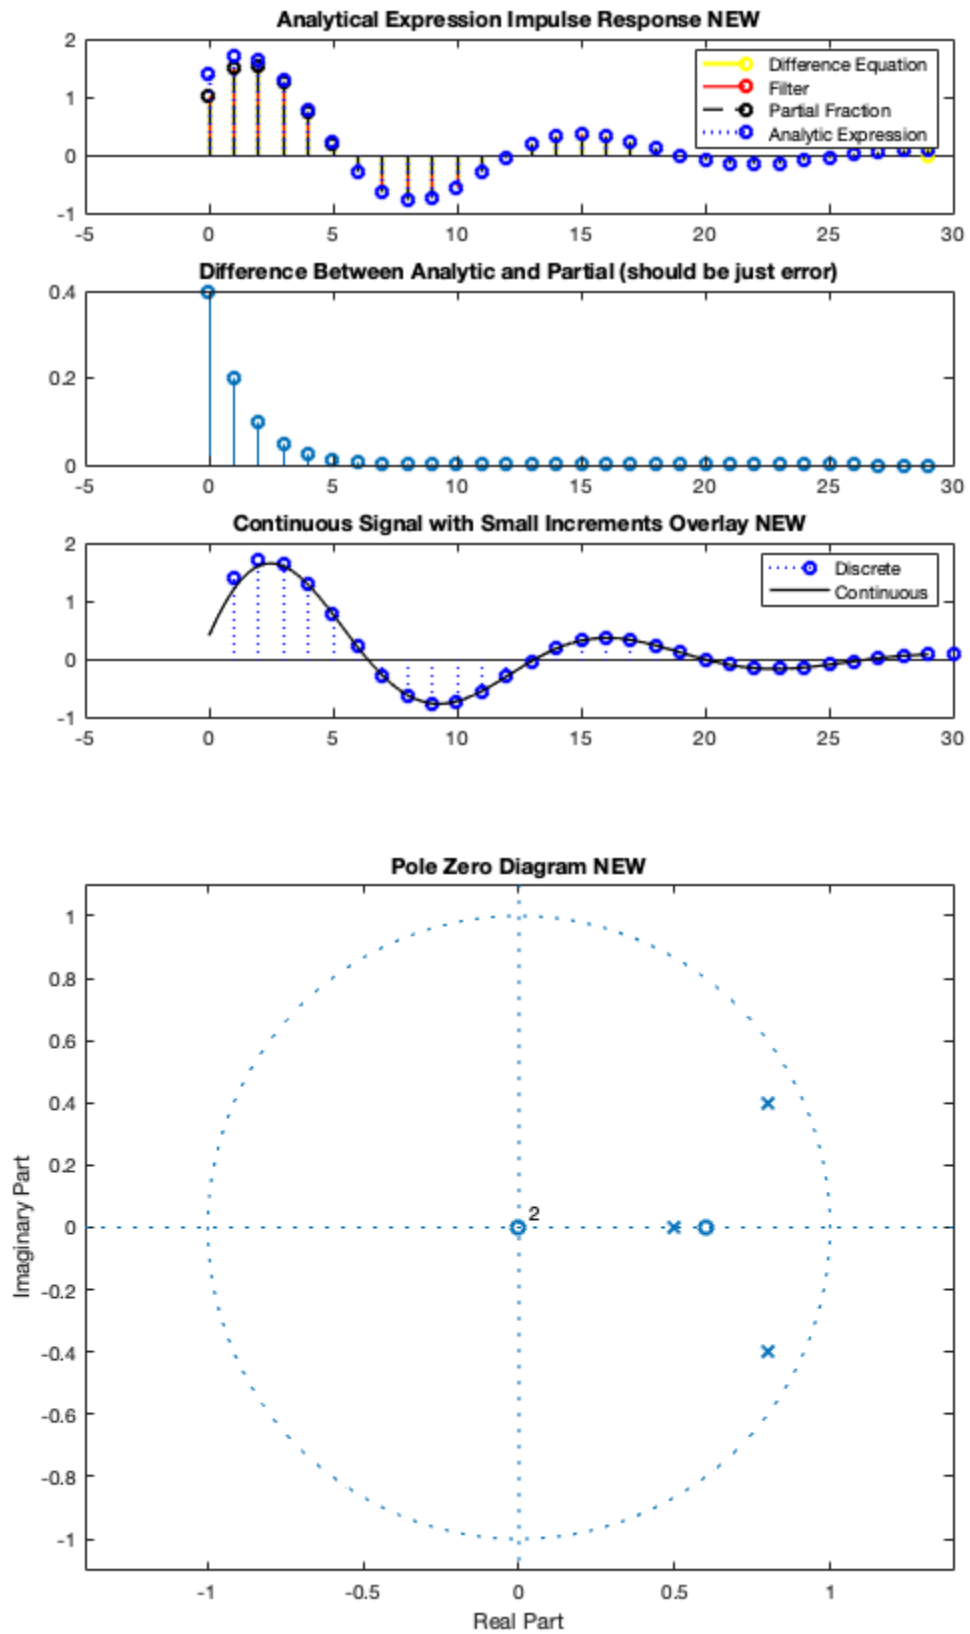 Analytical Expression Impulse Response NEW
2
1
0
-1
Difference Equation
Filter
Partial Fraction
Analytic Expression
-5 0 5 10 15 20 25 30
Difference Between Analytic and Partial (should be just error)
0.4
0.2
0
-5 0 5 10 15 20 25 30
Continuous Signal with Small Increments Overlay NEW
2
1
0
-1
Discrete
Continuous
-5 0 5 10 15 20 25 30
Pole Zero Diagram NEW
1
0.8
0.6
0.4
0.2
0
-0.2
-0.4
-0.6
-0.8
-1
Imaginary Part
2
-1 -0.5 0 0.5 1
Real Part